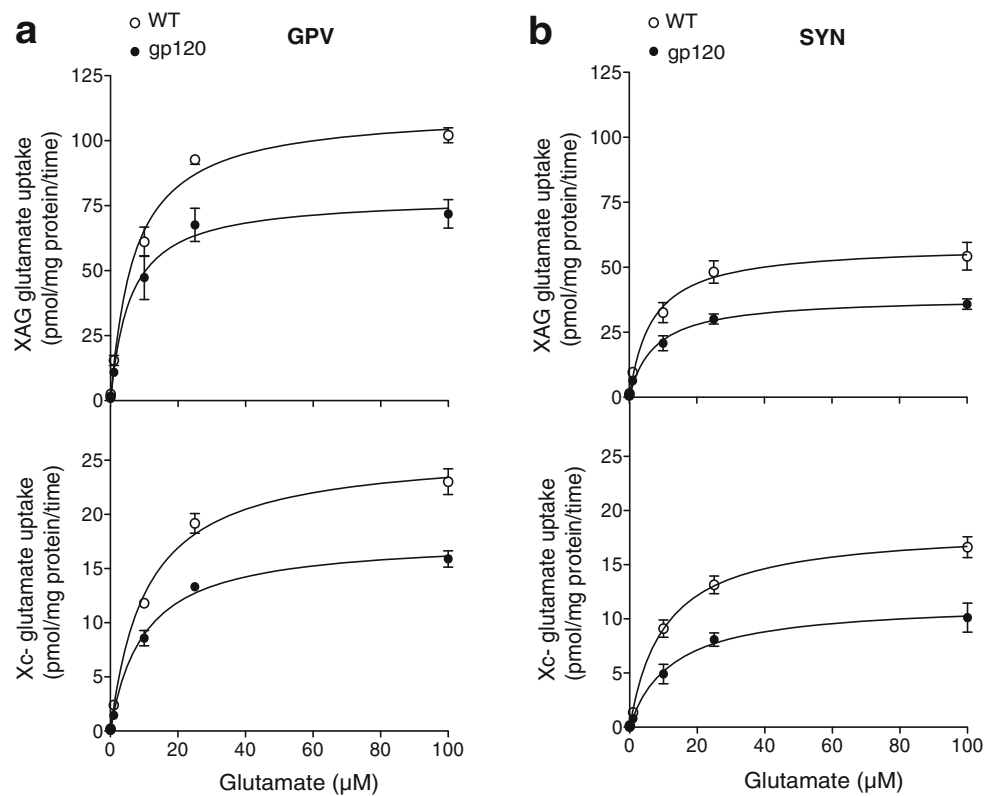 a
WT
gp120
GPV
125
100
75
50
25
0
XAG glutamate uptake
(pmol/mg protein/time)
25
20
15
10
5
0
Xc- glutamate uptake
(pmol/mg protein/time)
0 20 40 60 80 100
Glutamate (µM)
b
WT
gp120
SYN
125
100
75
50
25
0
XAG glutamate uptake
(pmol/mg protein/time)
25
20
15
10
5
0
Xc- glutamate uptake
(pmol/mg protein/time)
0 20 40 60 80 100
Glutamate (µM)